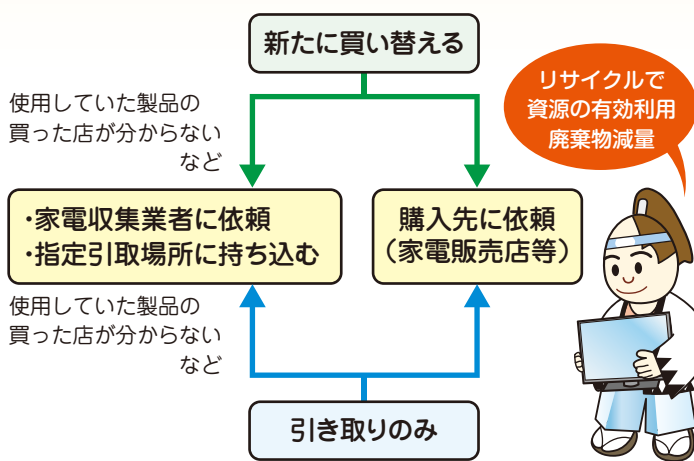 新たに買い替える
使用していた製品の
買った店が分からない
など
リサイクルで
資源の有効利用
廃棄物減量
・家電収集業者に依頼
・指定引取場所に持ち込む
購入先に依頼
（家電販売店等）
使用していた製品の
買った店が分からない
など
引き取りのみ